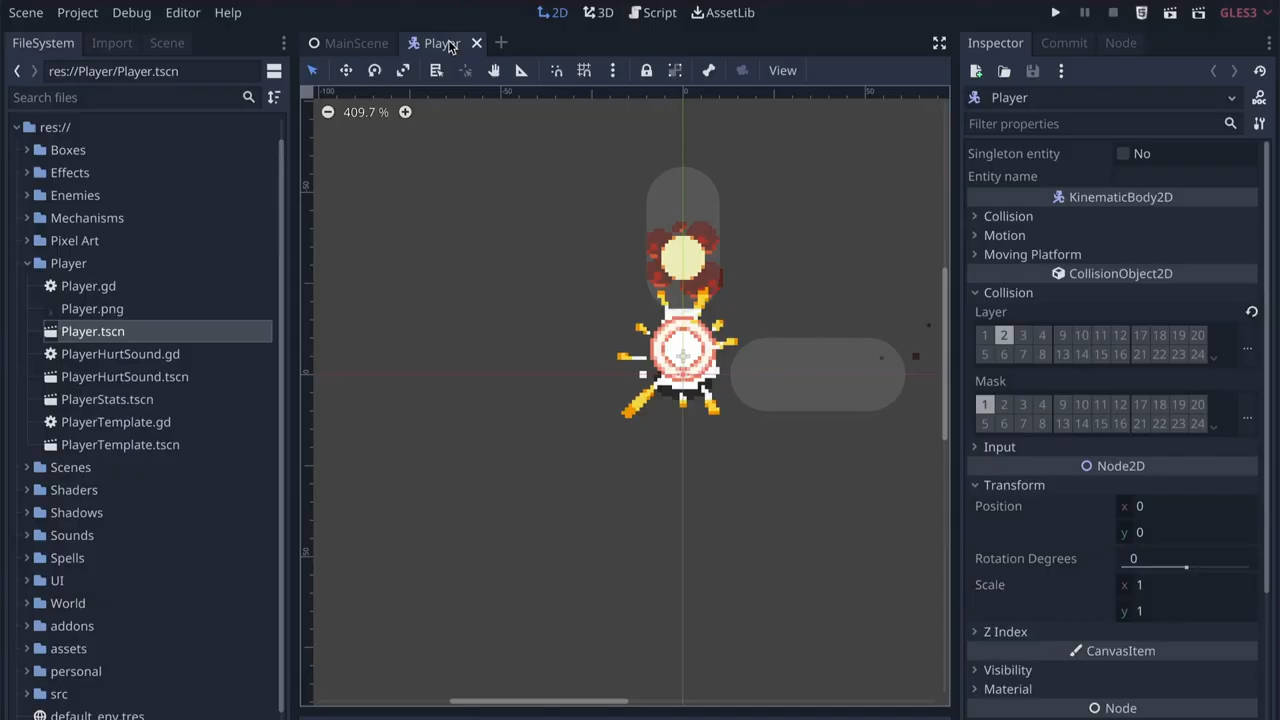 Scene Project Debug Editor Help 2D 3D Script AssetLib GLES3
FileSystem Import Scene MainScene Player Inspector Commit Node
res://Player/Player.tscn View
Search files
409.7 %
-100 -50 0 50
50
0
50
res://
Boxes
Effects
Enemies
Mechanisms
Pixel Art
Player
Player.gd
Player.png
Player.tscn
PlayerHurtSound.gd
PlayerHurtSound.tscn
PlayerStats.tscn
PlayerTemplate.gd
PlayerTemplate.tscn
Scenes
Shaders
Shadows
Sounds
Spells
UI
World
addons
assets
personal
src
default_env.tres
Player
Filter properties
Singleton entity No
Entity name
KinematicBody2D
Collision
Motion
Moving Platform
CollisionObject2D
Collision
Layer
1 2 3 4 9 10 11 12 17 18 19 20
5 6 7 8 13 14 15 16 21 22 23 24
Mask
1 2 3 4 9 10 11 12 17 18 19 20
5 6 7 8 13 14 15 16 21 22 23 24
Input
Node2D
Transform
Position x 0
y 0
Rotation Degrees 0
Scale x 1
y 1
Z Index
CanvasItem
Visibility
Material
Node